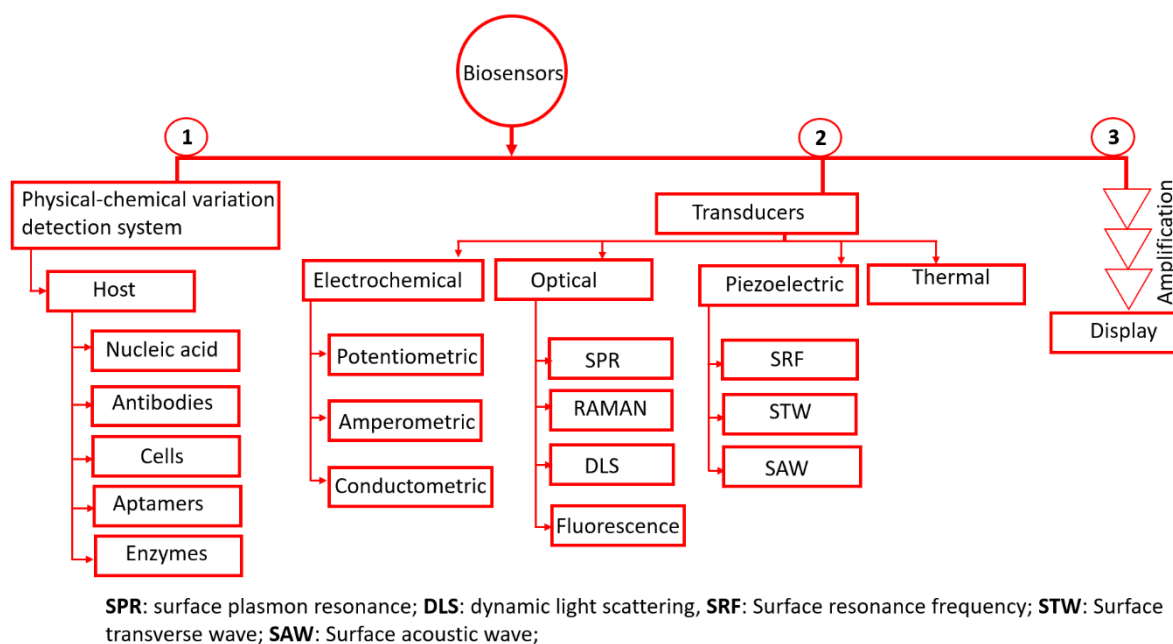 Biosensors
1
2
3
Physical-chemical variation
detection system
Transducers
Amplification
Host
Electrochemical
Optical
Piezoelectric
Thermal
Display
Nucleic acid
Antibodies
Cells
Aptamers
Enzymes
Potentiometric
Amperometric
Conductometric
SPR
RAMAN
DLS
Fluorescence
SRF
STW
SAW
SPR: surface plasmon resonance; DLS: dynamic light scattering, SRF: Surface resonance frequency; STW: Surface
transverse wave; SAW: Surface acoustic wave;